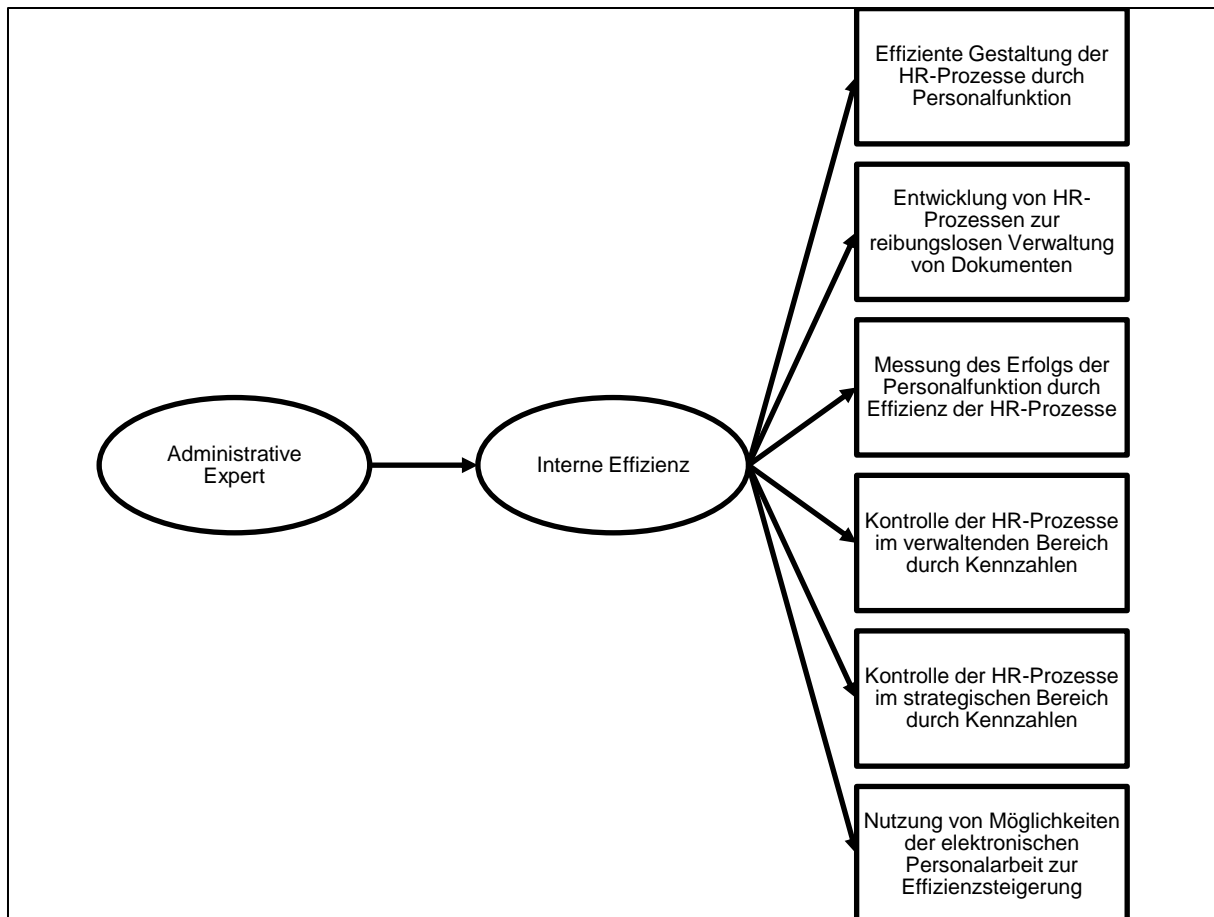 Effiziente Gestaltung der
HR-Prozesse durch
Personalfunktion
Entwicklung von HR-
Prozessen zur
reibungslosen Verwaltung
von Dokumenten
Messung des Erfolgs der
Personalfunktion durch
Effizienz der HR-Prozesse
Administrative
Expert
Interne Effizienz
Kontrolle der HR-Prozesse
im verwaltenden Bereich
durch Kennzahlen
Kontrolle der HR-Prozesse
im strategischen Bereich
durch Kennzahlen
Nutzung von Möglichkeiten
der elektronischen
Personalarbeit zur
Effizienzsteigerung